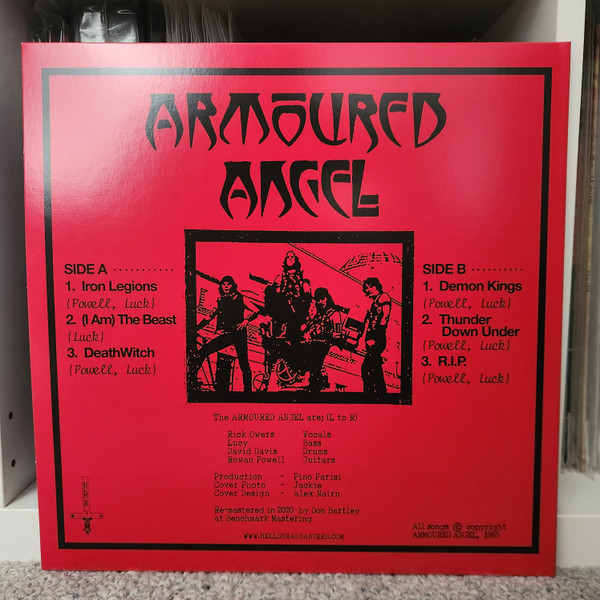 ARMOURED
ANGEL
SIDE A
1. Iron Legions
(Powell, Luck)
2. (I Am) The Beast
(Luck)
3. DeathWitch
(Powell, Luck)
SIDE B
1. Demon Kings
(Powell, Luck)
2. Thunder
Down Under
(Powell, Luck)
3. R.I.P.
(Powell, Luck)
The ARMOURED ANGEL are; (L to R)
Rick Owers Vocals
Lucy Bass
David Davis Drums
Rowan Powell Guitars
Production - Pino Parisi
Cover Photo - Jackie
Cover Design - Alex Nairn
Re-mastered in 2020 by Don Bartley
at Benchmark Mastering
WWW.HELLSHEADBANGERS.COM
All songs © copyright
ARMOURED ANGEL, 1985